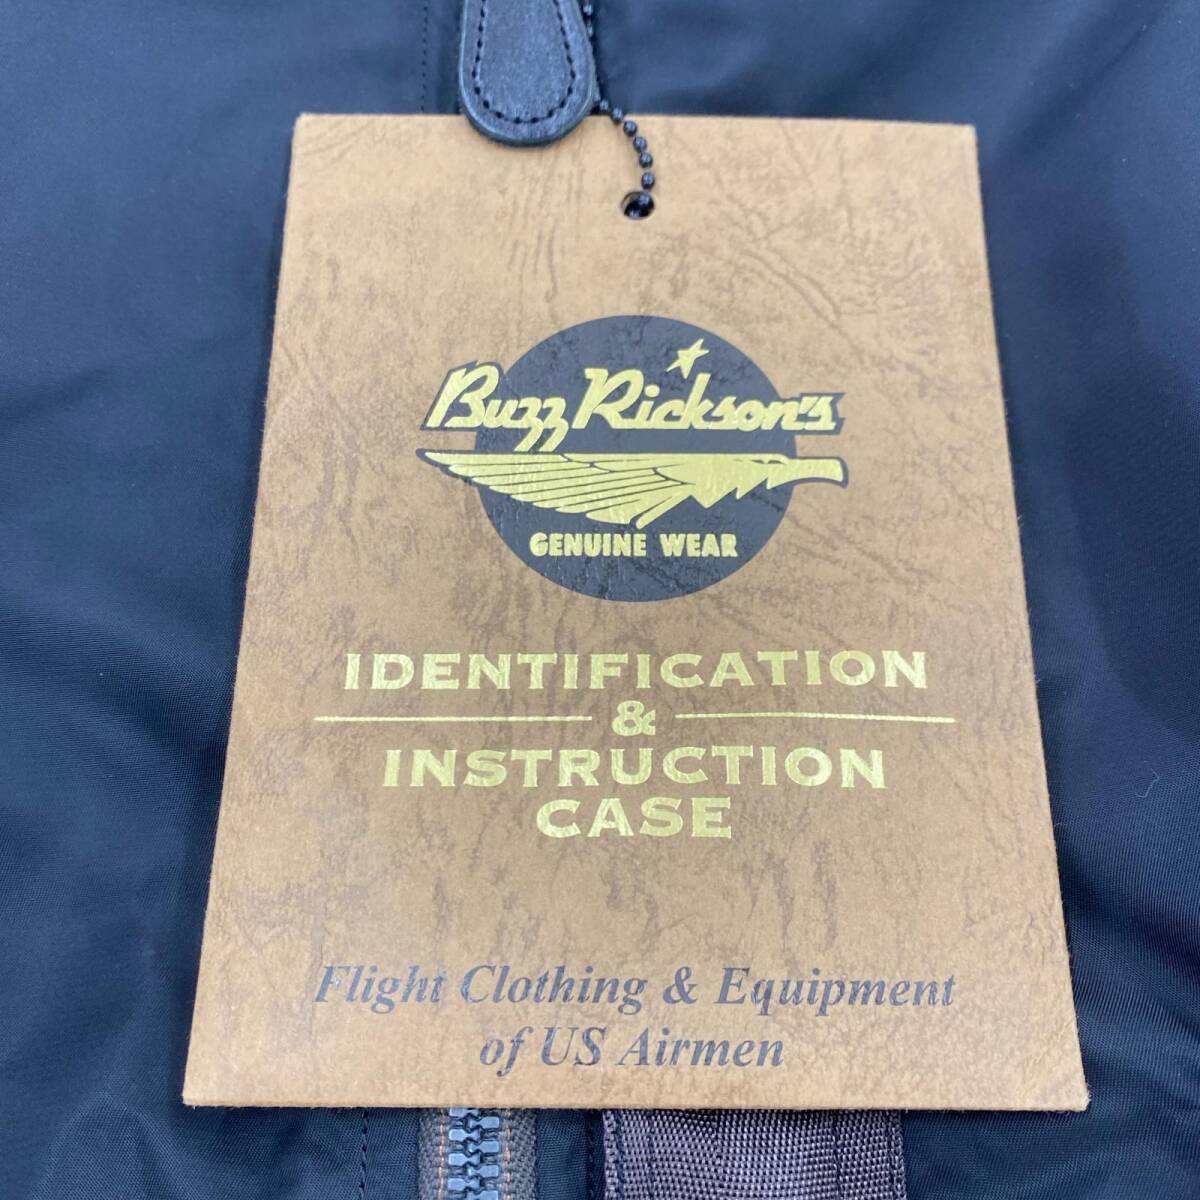 Buzz Rickson's
GENUINE WEAR
IDENTIFICATION
&
INSTRUCTION
CASE
Flight Clothing & Equipment
of US Airmen